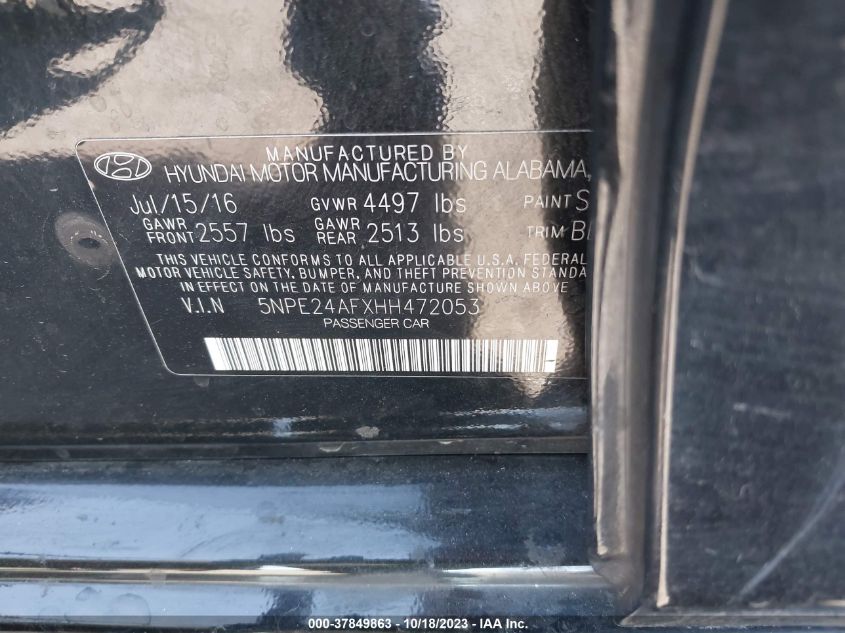 MANUFACTURED BY
HYUNDAI MOTOR MANUFACTURING ALABAMA,
Jul/15/16 GVWR 4497 lbs PAINT S
GAWR FRONT 2557 lbs GAWR REAR 2513 lbs TRIM
THIS VEHICLE CONFORMS TO ALL APPLICABLE U.S.A. FEDERAL
MOTOR VEHICLE SAFETY, BUMPER, AND THEFT PREVENTION STANDA
IN EFFECT ON THE DATE OF MANUFACTURE SHOWN ABOVE.
V.I.N 5NPE24AFXHH472053
PASSENGER CAR
000-37849863 - 10/18/2023 - IAA Inc.